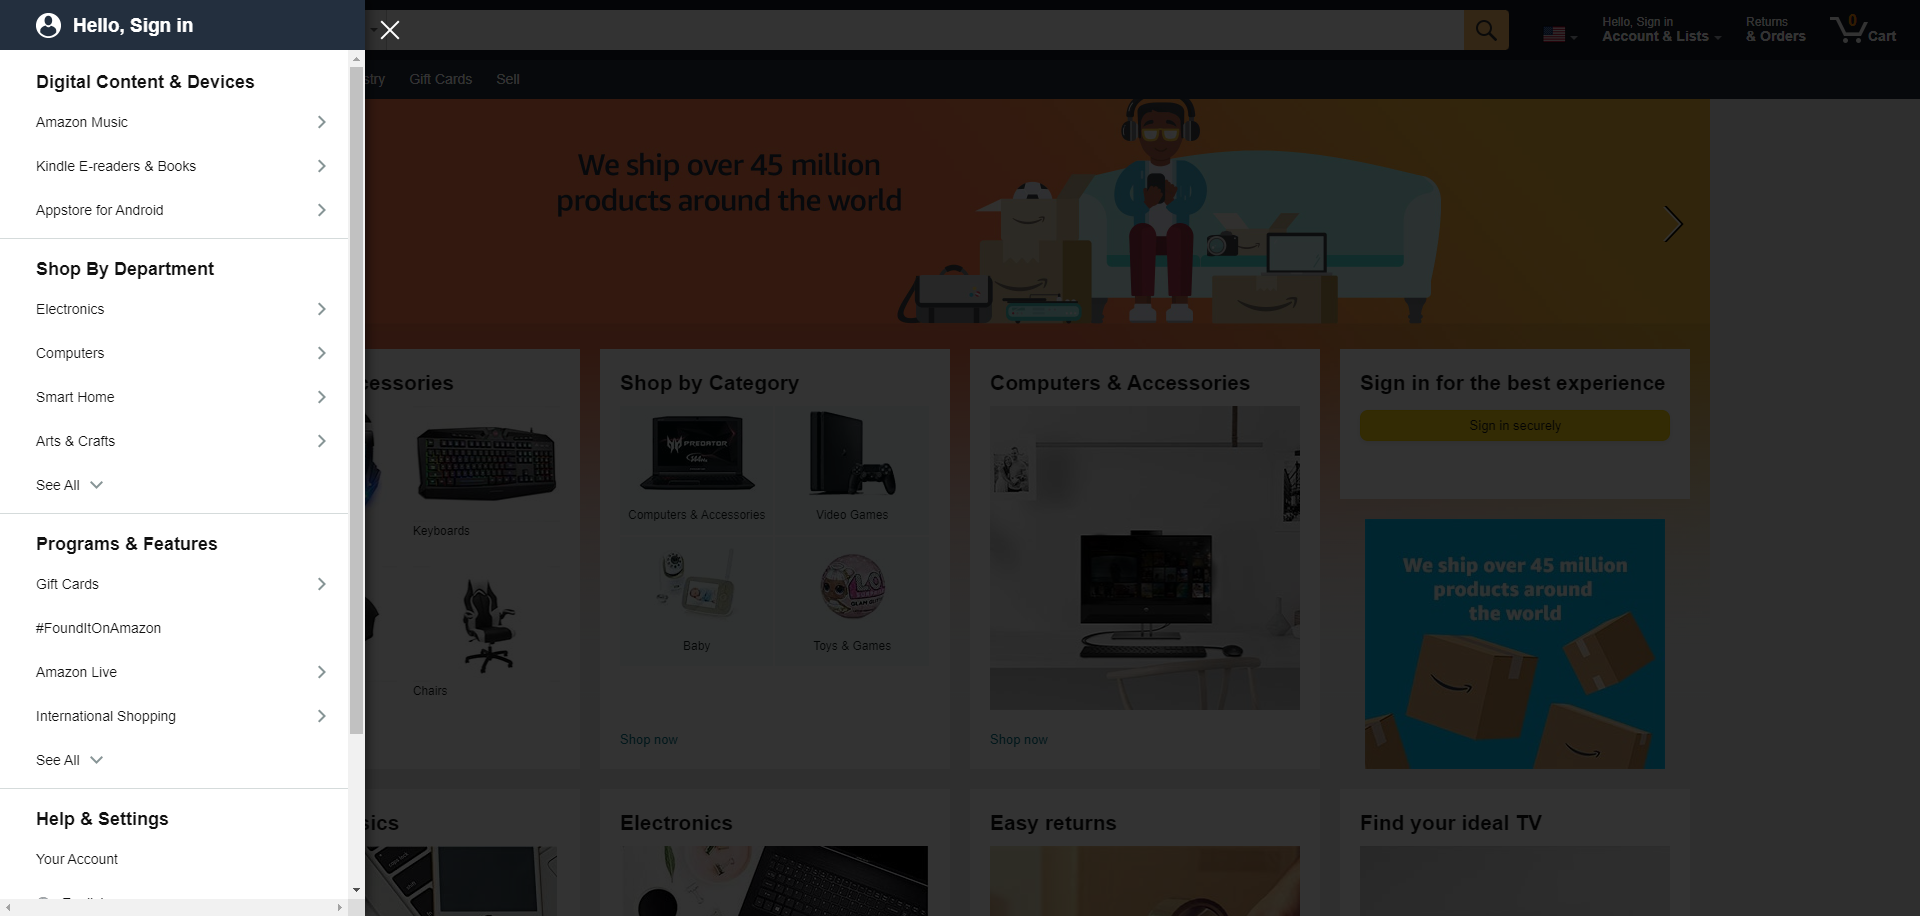 Hello, Sign in
Digital Content & Devices
Amazon Music
Kindle E-readers & Books
Appstore for Android
Shop By Department
Electronics
Computers
Smart Home
Arts & Crafts
See All
Programs & Features
Gift Cards
#FoundItOnAmazon
Amazon Live
International Shopping
See All
Help & Settings
Your Account
Hello, Sign in
Account & Lists
Returns
& Orders
0
Cart
Gift Cards
Sell
We ship over 45 million
products around the world
Keyboards
Chairs
Shop by Category
PREDATOR
Computers & Accessories
Video Games
Baby
Toys & Games
Shop now
Computers & Accessories
Shop now
Sign in for the best experience
Sign in securely
We ship over 45 million
products around
the world
Electronics
Easy returns
Find your ideal TV